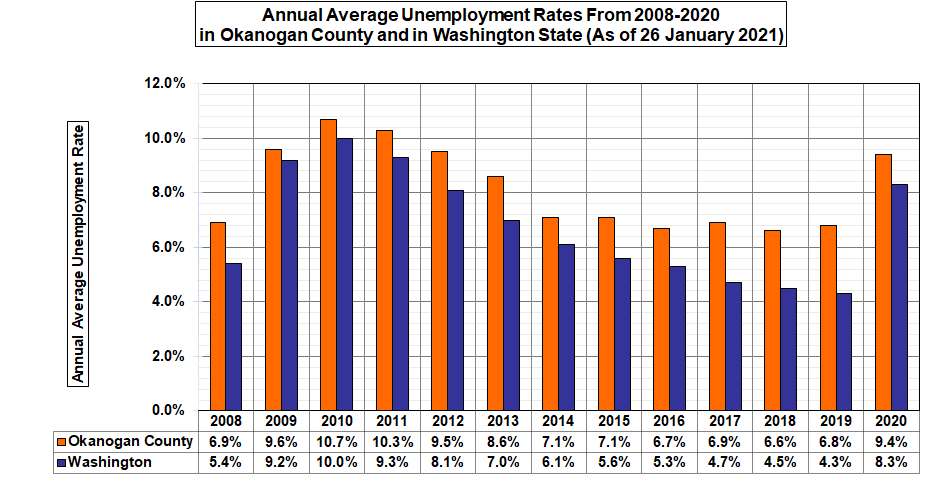 Annual Average Unemployment Rates From 2008-2020
in Okanogan County and in Washington State (As of 26 January 2021)
Annual Average Unemployment Rate
12.0%
10.0%
8.0%
6.0%
4.0%
2.0%
0.0%
2008 2009 2010 2011 2012 2013 2014 2015 2016 2017 2018 2019 2020
Okanogan County 6.9% 9.6% 10.7% 10.3% 9.5% 8.6% 7.1% 7.1% 6.7% 6.9% 6.6% 6.8% 9.4%
Washington 5.4% 9.2% 10.0% 9.3% 8.1% 7.0% 6.1% 5.6% 5.3% 4.7% 4.5% 4.3% 8.3%